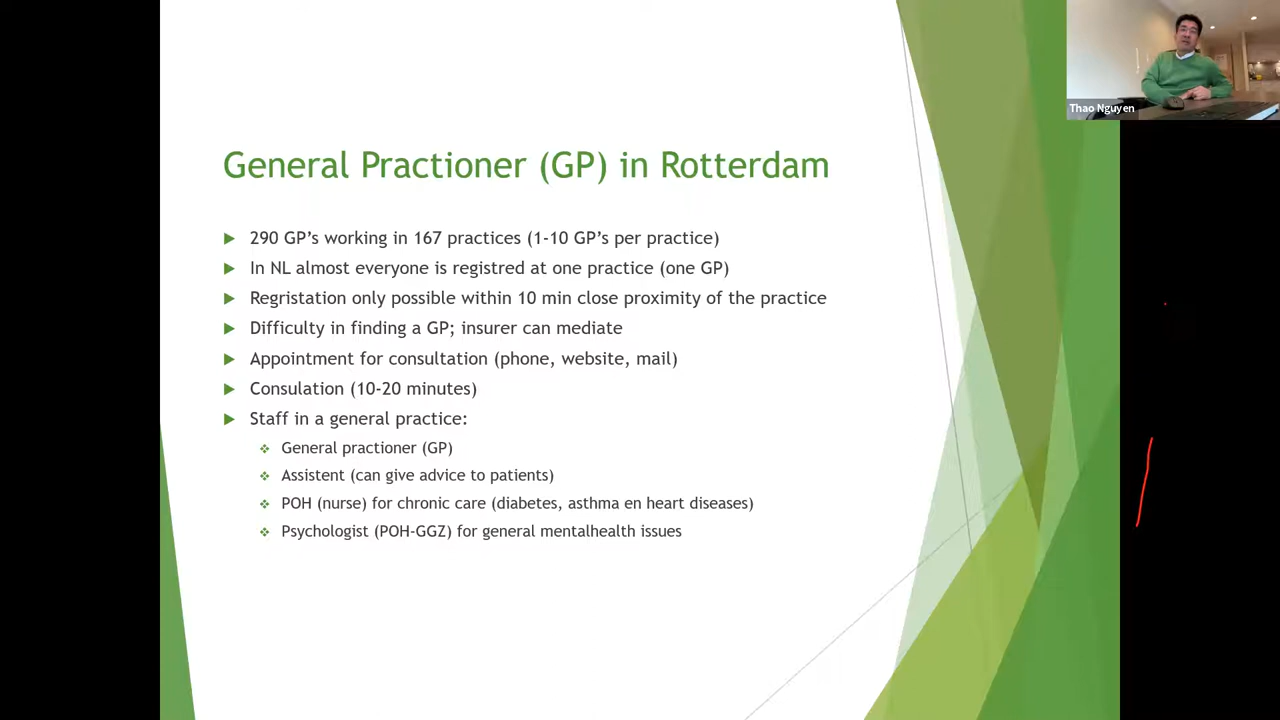 Thao Nguyen
General Practioner (GP) in Rotterdam
290 GP's working in 167 practices (1-10 GP's per practice)
In NL almost everyone is registred at one practice (one GP)
Regristation only possible within 10 min close proximity of the practice
Difficulty in finding a GP; insurer can mediate
Appointment for consultation (phone, website, mail)
Consulation (10-20 minutes)
Staff in a general practice:
General practioner (GP)
Assistent (can give advice to patients)
POH (nurse) for chronic care (diabetes, asthma en heart diseases)
Psychologist (POH-GGZ) for general mentalhealth issues